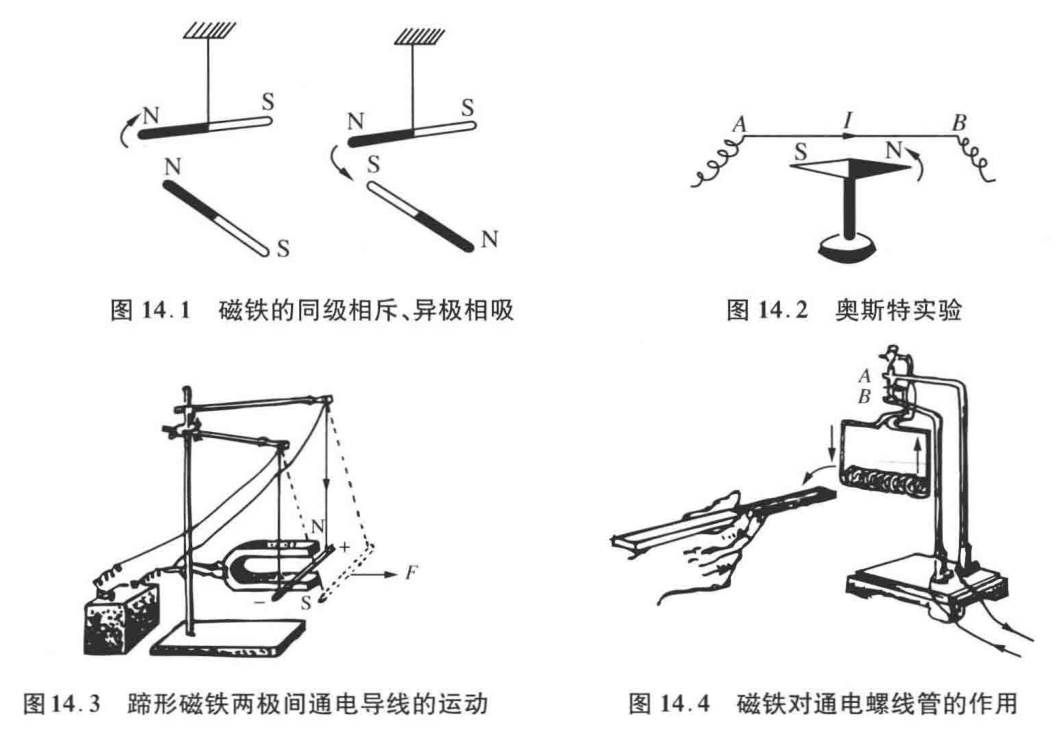 N S N S
N S
S N
图 14.1 磁铁的同级相斥、异极相吸
A I B
S N
图 14.2 奥斯特实验
N
+
F
- S
图 14.3 蹄形磁铁两极间通电导线的运动
A
B
图 14.4 磁铁对通电螺线管的作用